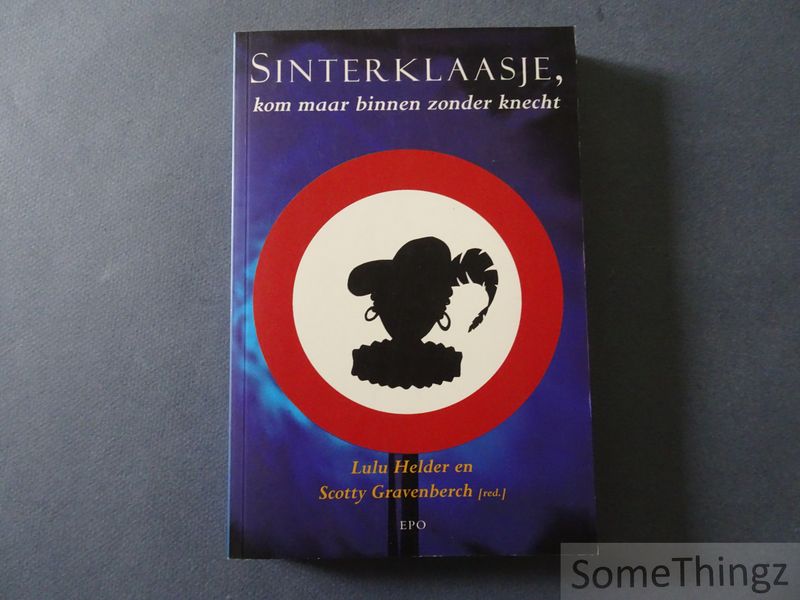 SINTERKLAASJE,
kom maar binnen zonder knecht
Lulu Helder en
Scotty Gravenberch [red.]
EPO
SomeThingz